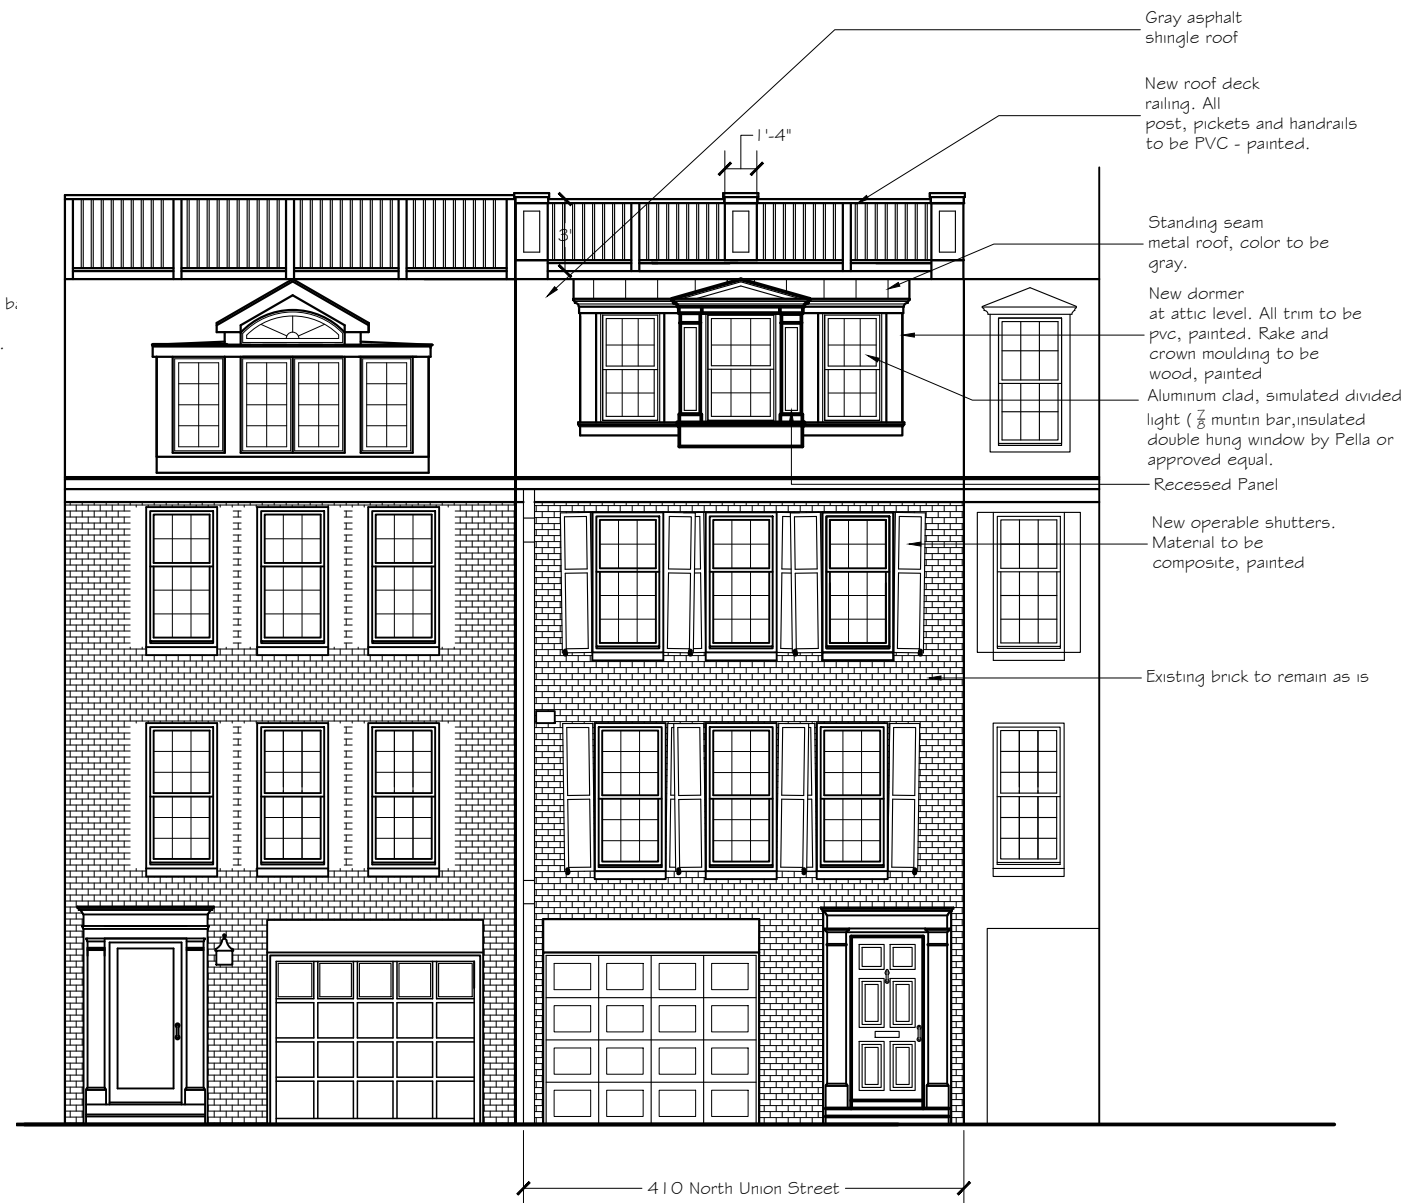 Gray asphalt
shingle roof
New roof deck
railing. All
post, pickets and handrails
to be PVC - painted.
1'-4"
3'
Standing seam
metal roof, color to be
gray.
New dormer
at attic level. All trim to be
pvc, painted. Rake and
crown moulding to be
wood, painted
Aluminum clad, simulated divided
light ( 7/8 muntin bar,insulated
double hung window by Pella or
approved equal.
Recessed Panel
New operable shutters.
Material to be
composite, painted
Existing brick to remain as is
410 North Union Street